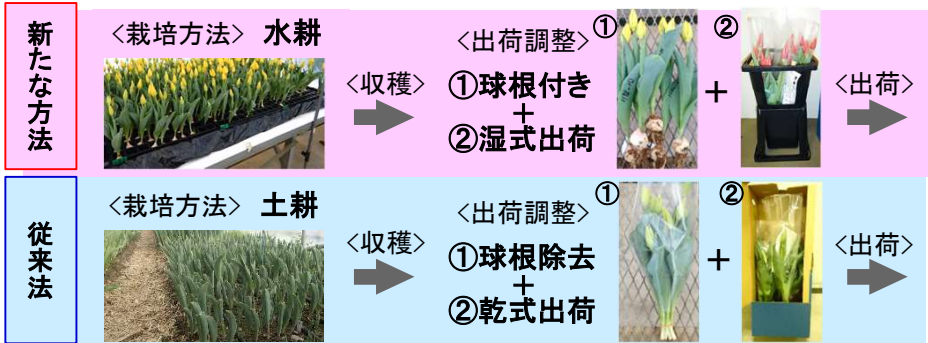 新たな方法
<栽培方法> 水耕
<収穫>
<出荷調整>
①球根付き
+
②湿式出荷
①
+
②
<出荷>
従来法
<栽培方法> 土耕
<収穫>
<出荷調整>
①球根除去
+
②乾式出荷
①
+
②
<出荷>